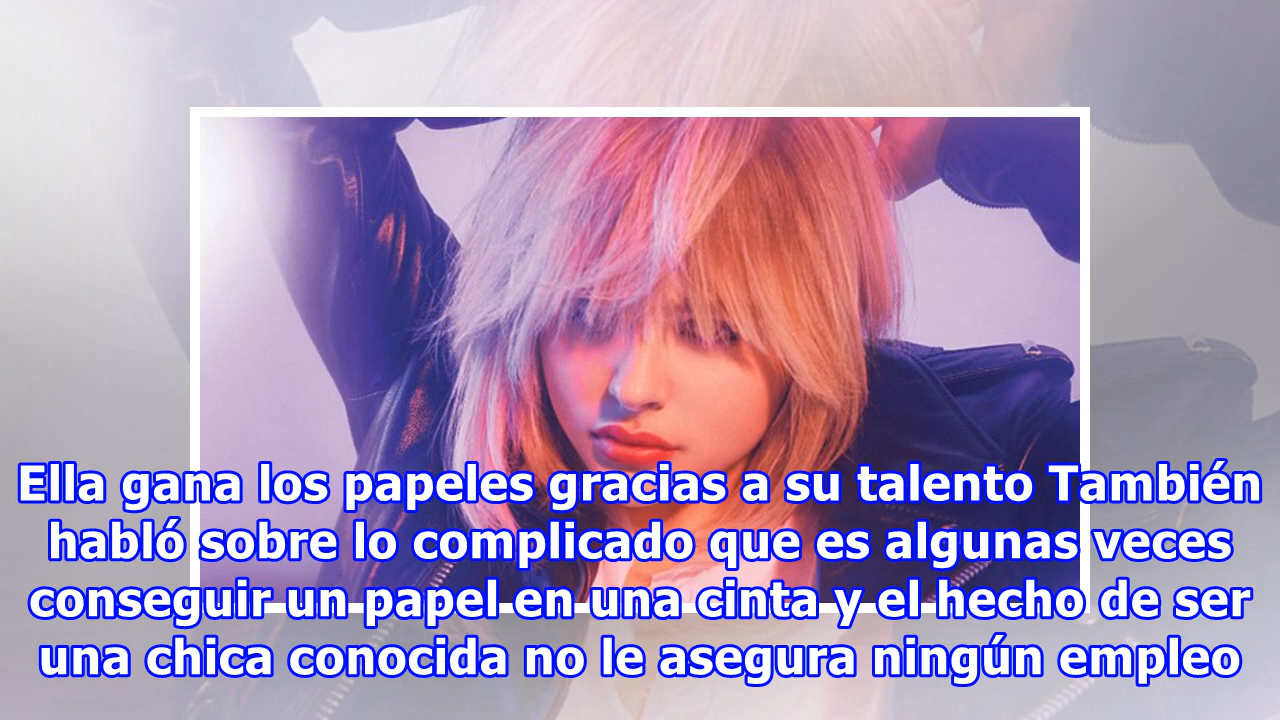 Ella gana los papeles gracias a su talento También
habló sobre lo complicado que es algunas veces
conseguir un papel en una cinta y el hecho de ser
una chica conocida no le asegura ningún empleo